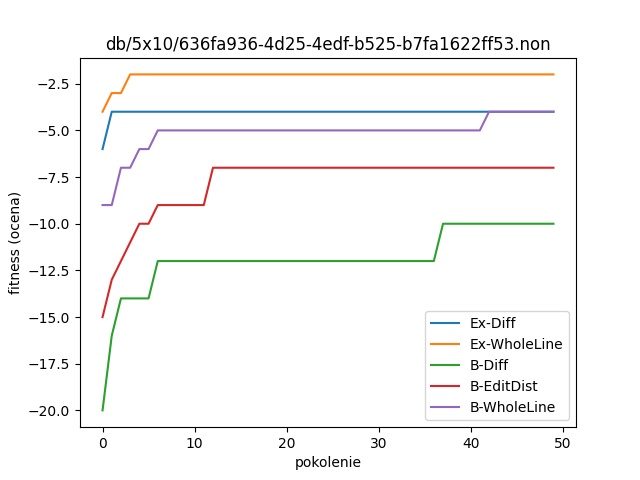 db/5x10/636fa936-4d25-4edf-b525-b7fa1622ff53.non
fitness (ocena)
−2.5
−5.0
−7.5
−10.0
−12.5
−15.0
−17.5
−20.0
Ex-Diff
Ex-WholeLine
B-Diff
B-EditDist
B-WholeLine
0 10 20 30 40 50
pokolenie